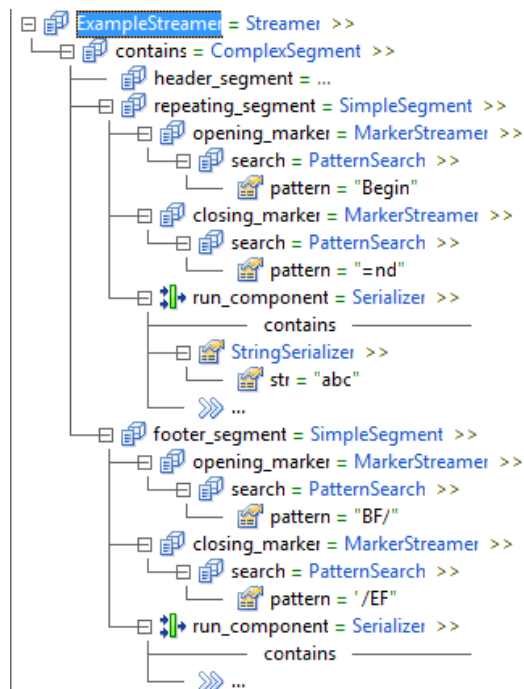 ExampleStreamer = Streamer >>
contains = ComplexSegment >>
header_segment = ...
repeating_segment = SimpleSegment >>
opening_marker = MarkerStreamer >>
search = PatternSearch >>
pattern = "Begin"
closing_marker = MarkerStreamer >>
search = PatternSearch >>
pattern = "=nd"
run_component = Serializer >>
contains
StringSerializer >>
str = "abc"
...
footer_segment = SimpleSegment >>
opening_marker = MarkerStreamer >>
search = PatternSearch >>
pattern = "BF/"
closing_marker = MarkerStreamer >>
search = PatternSearch >>
pattern = '/EF"
run_component = Serializer >>
contains
...